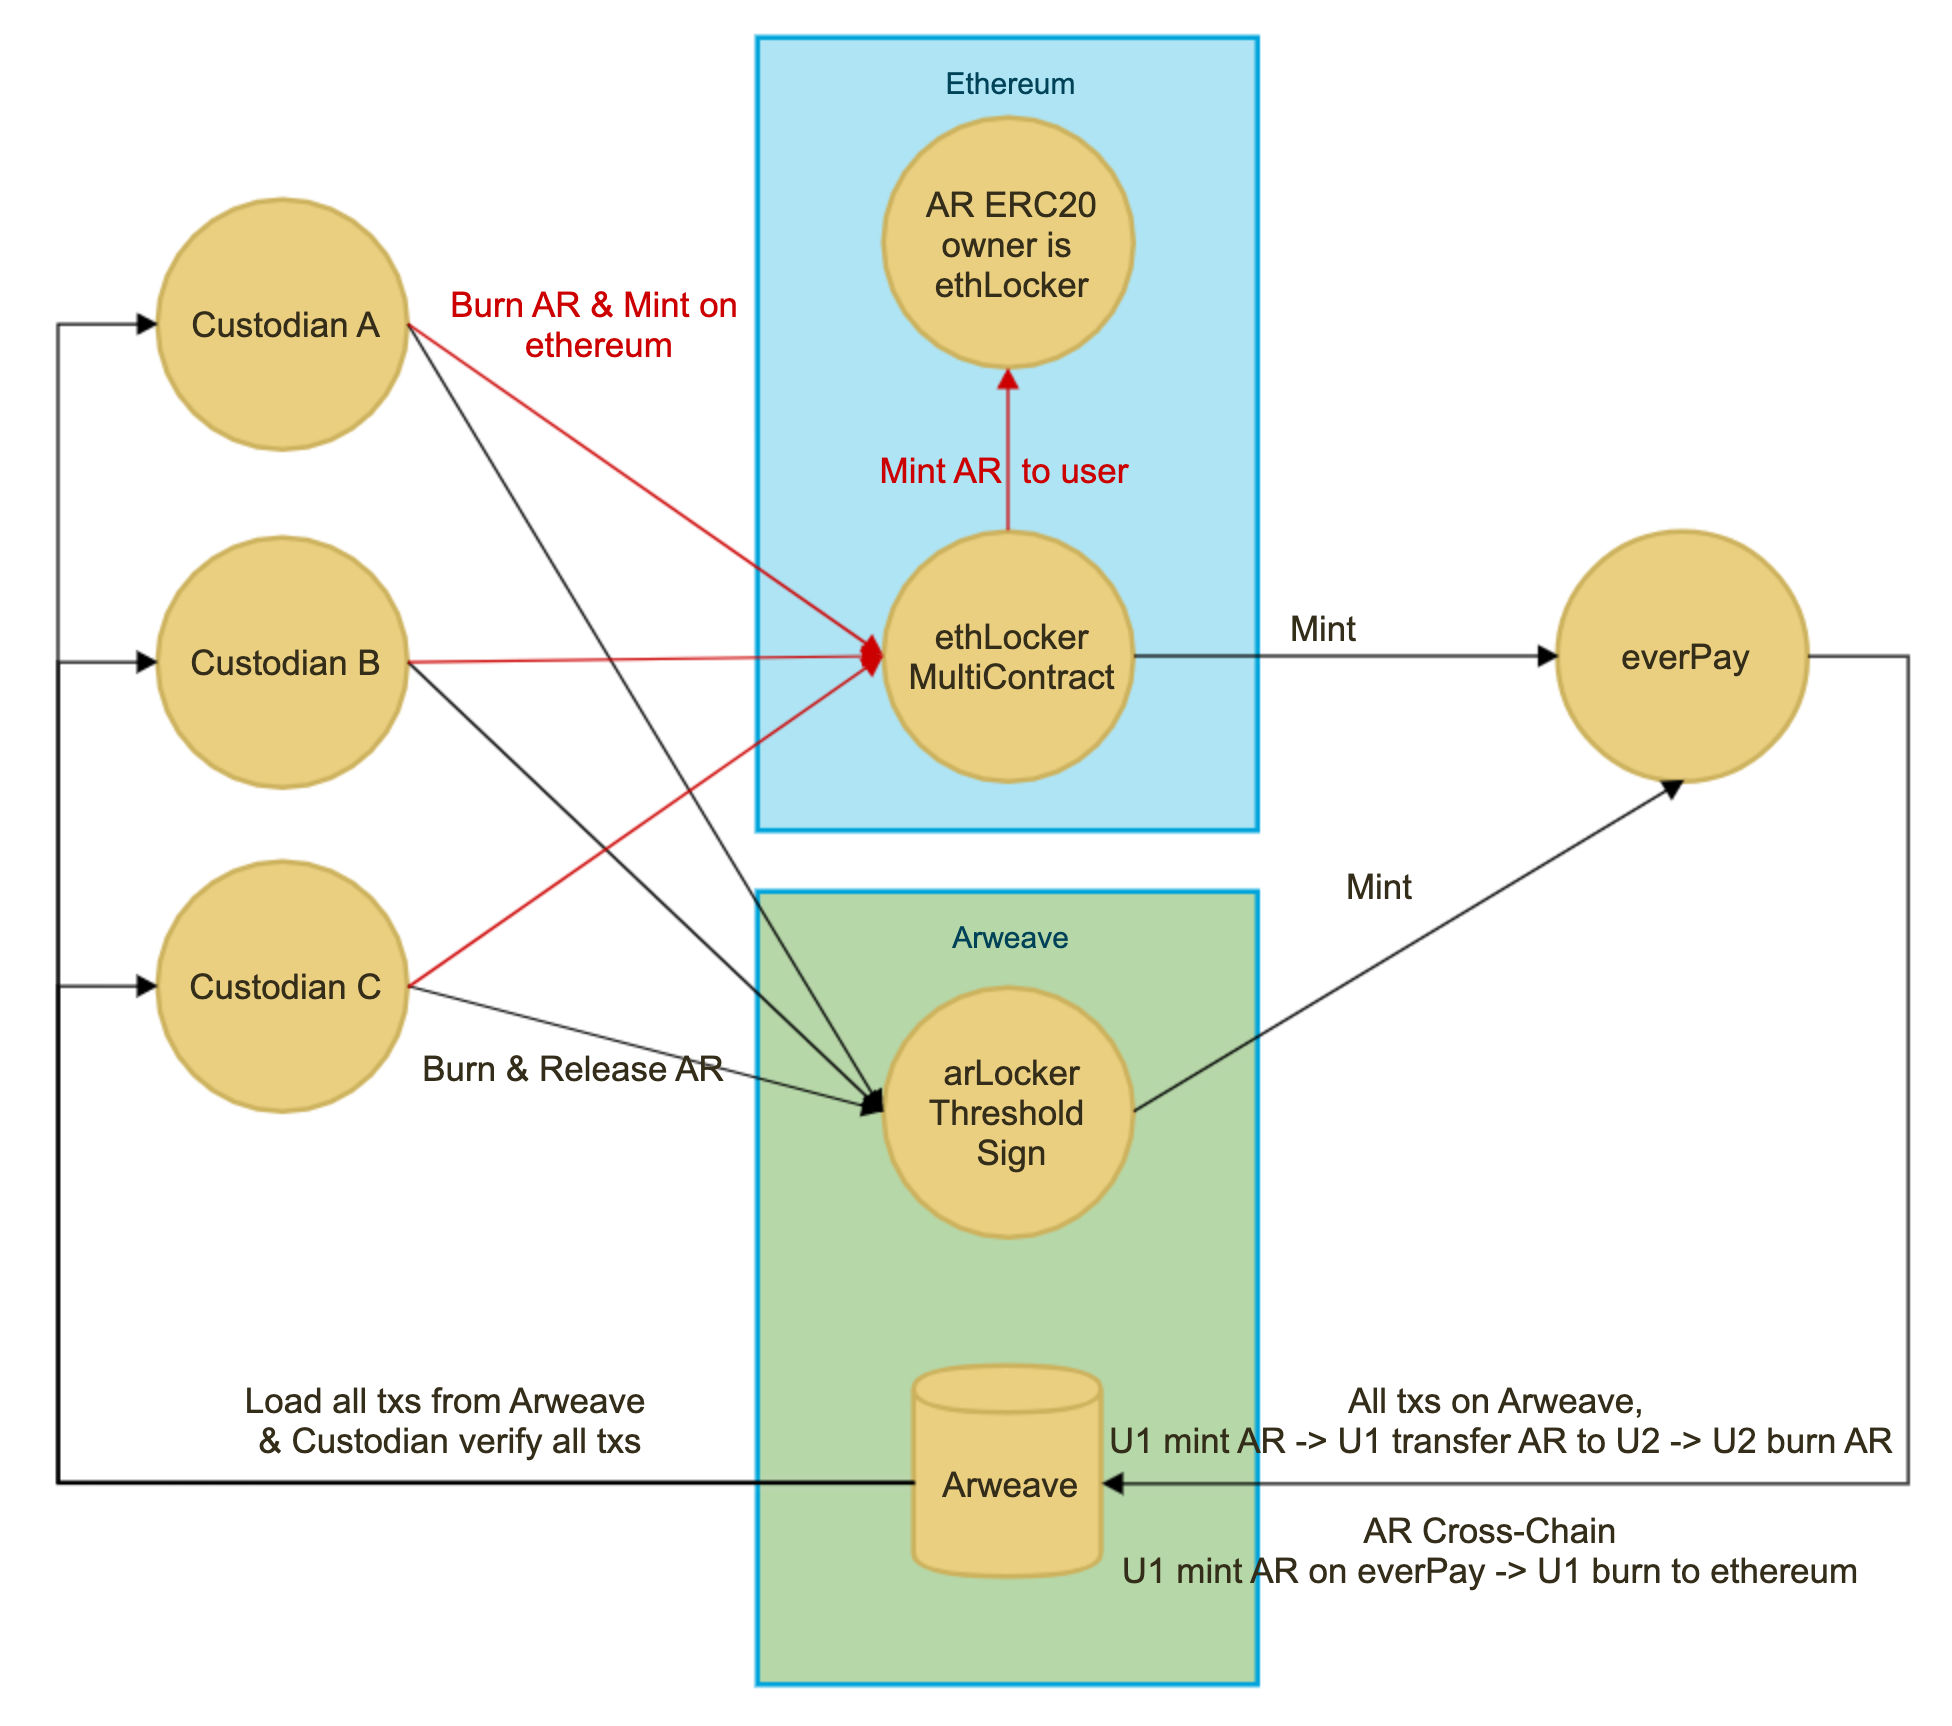 Ethereum
AR ERC20
owner is
ethLocker
Custodian A
Burn AR & Mint on
ethereum
Mint AR  to user
Custodian B
ethLocker
MultiContract
Mint
everPay
Mint
Arweave
Custodian C
Burn & Release AR
arLocker
Threshold
Sign
Load all txs from Arweave
& Custodian verify all txs
All txs on Arweave,
U1 mint AR -> U1 transfer AR to U2 -> U2 burn AR
Arweave
AR Cross-Chain
U1 mint AR on everPay -> U1 burn to ethereum